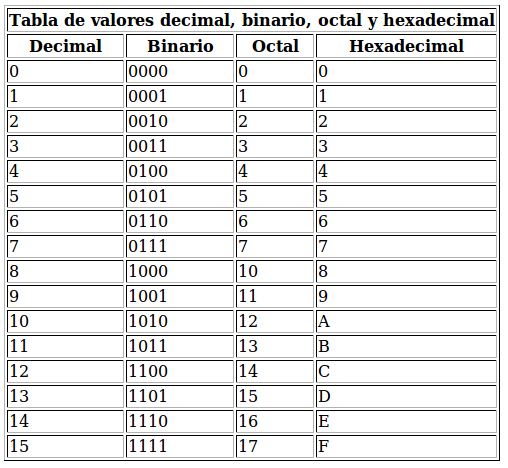 Tabla de valores decimal, binario, octal y hexadecimal
Decimal Binario Octal Hexadecimal
0 0000 0 0
1 0001 1 1
2 0010 2 2
3 0011 3 3
4 0100 4 4
5 0101 5 5
6 0110 6 6
7 0111 7 7
8 1000 10 8
9 1001 11 9
10 1010 12 A
11 1011 13 B
12 1100 14 C
13 1101 15 D
14 1110 16 E
15 1111 17 F